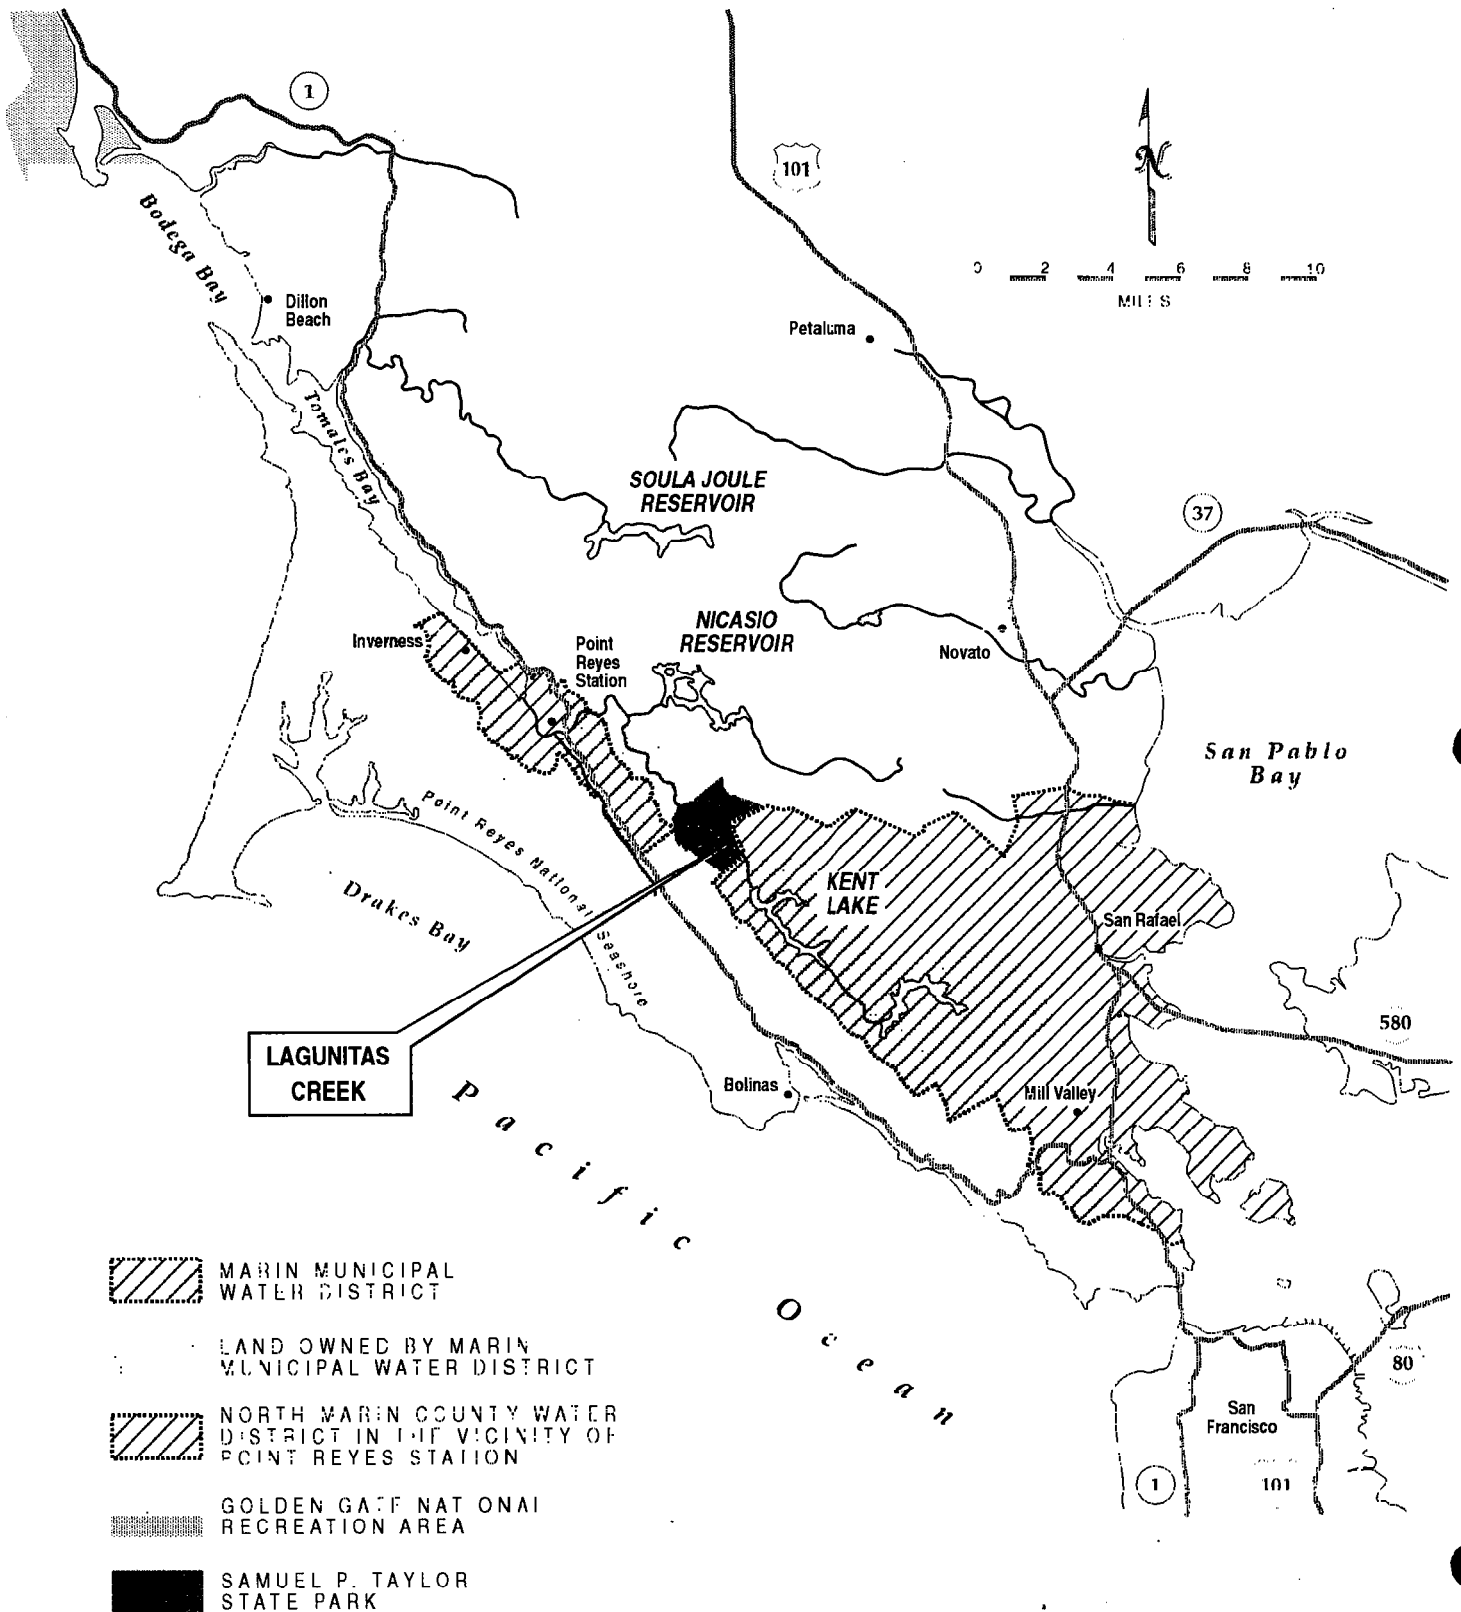 1
101
N
0 2 4 6 8 10
MILES
Bodega Bay
Dillon
Beach
Petaluma
Tomales Bay
SOULA JOULE
RESERVOIR
37
NICASIO
RESERVOIR
Inverness
Point
Reyes
Station
Novato
San Pablo
Bay
Point Reyes National Seashore
Drakes Bay
KENT
LAKE
San Rafael
580
LAGUNITAS
CREEK
Bolinas
Mill Valley
Pacific Ocean
MARIN MUNICIPAL
WATER DISTRICT
LAND OWNED BY MARIN
MUNICIPAL WATER DISTRICT
NORTH MARIN COUNTY WATER
DISTRICT IN THE VICINITY OF
POINT REYES STATION
GOLDEN GATE NATIONAL
RECREATION AREA
SAMUEL P. TAYLOR
STATE PARK
80
San
Francisco
1
101